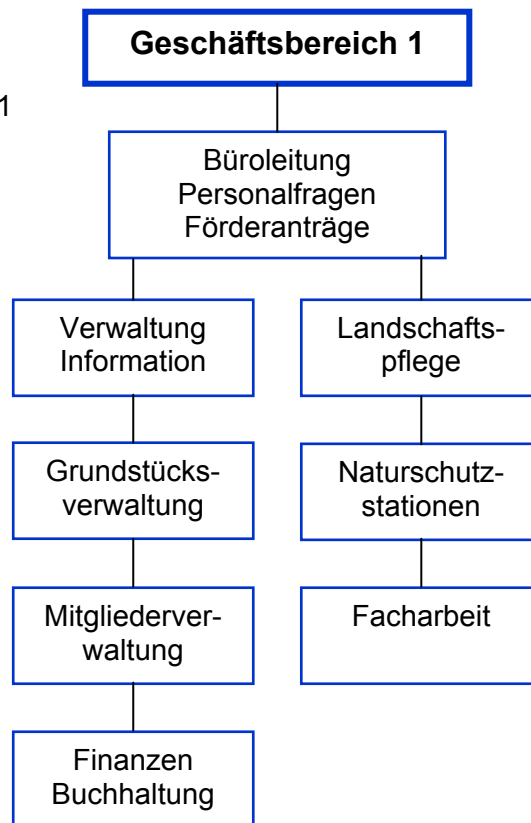 Geschäftsbereich 1
1
Büroleitung
Personalfragen
Förderanträge
Verwaltung
Information
Landschafts-
pflege
Grundstücks-
verwaltung
Naturschutz-
stationen
Mitgliederver-
waltung
Facharbeit
Finanzen
Buchhaltung